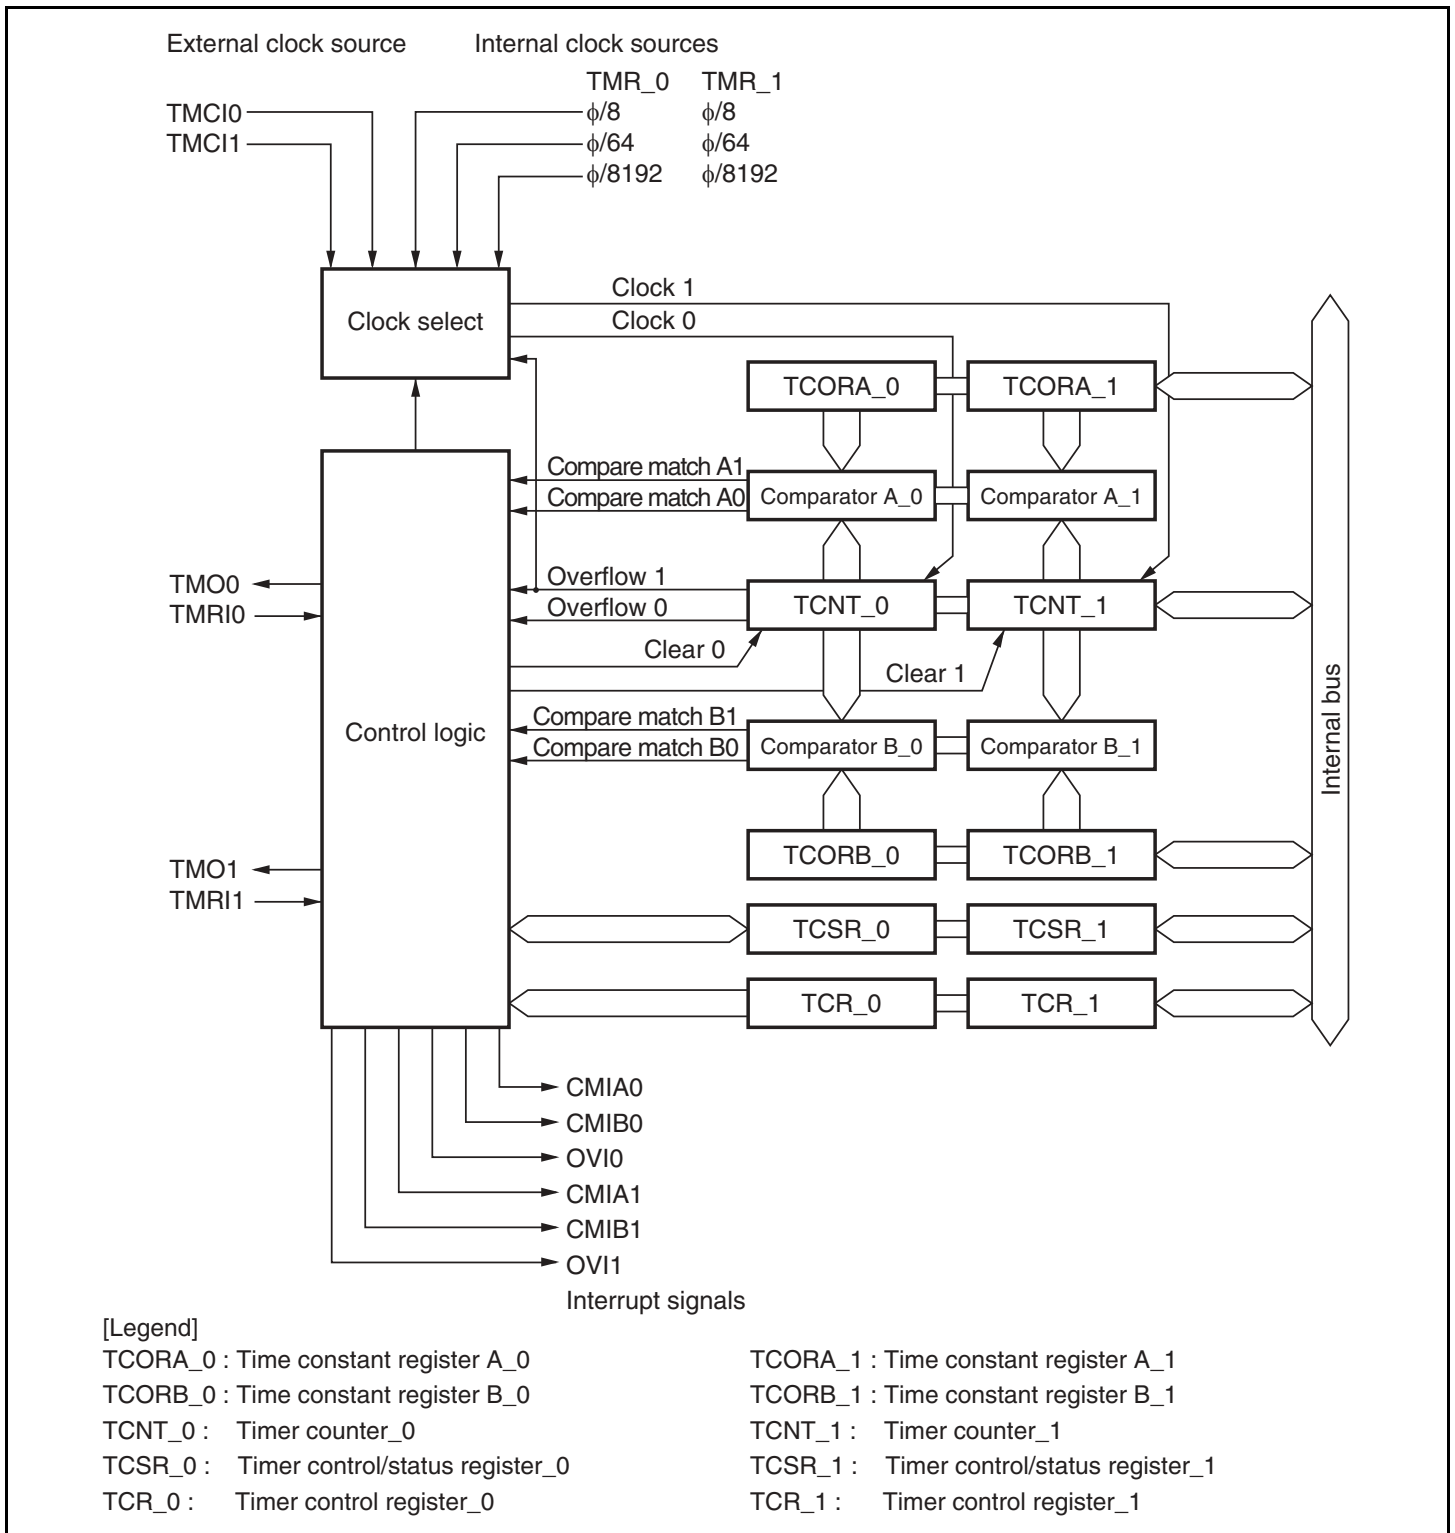 External clock source
Internal clock sources
TMR_0 TMR_1
TMCI0
ϕ/8 ϕ/8
TMCI1
ϕ/64 ϕ/64
ϕ/8192 ϕ/8192
Clock 1
Clock select
Clock 0
TCORA_0 TCORA_1
Compare match A1
Compare match A0
Comparator A_0 Comparator A_1
TMO0
Overflow 1
TMRI0
Overflow 0
TCNT_0 TCNT_1
Clear 0
Clear 1
Internal bus
Control logic
Compare match B1
Compare match B0
Comparator B_0 Comparator B_1
TCORB_0 TCORB_1
TMO1
TMRI1
TCSR_0 TCSR_1
TCR_0 TCR_1
CMIA0
CMIB0
OVI0
CMIA1
CMIB1
OVI1
Interrupt signals
[Legend]
TCORA_0 : Time constant register A_0
TCORA_1 : Time constant register A_1
TCORB_0 : Time constant register B_0
TCORB_1 : Time constant register B_1
TCNT_0 : Timer counter_0
TCNT_1 : Timer counter_1
TCSR_0 : Timer control/status register_0
TCSR_1 : Timer control/status register_1
TCR_0 : Timer control register_0
TCR_1 : Timer control register_1